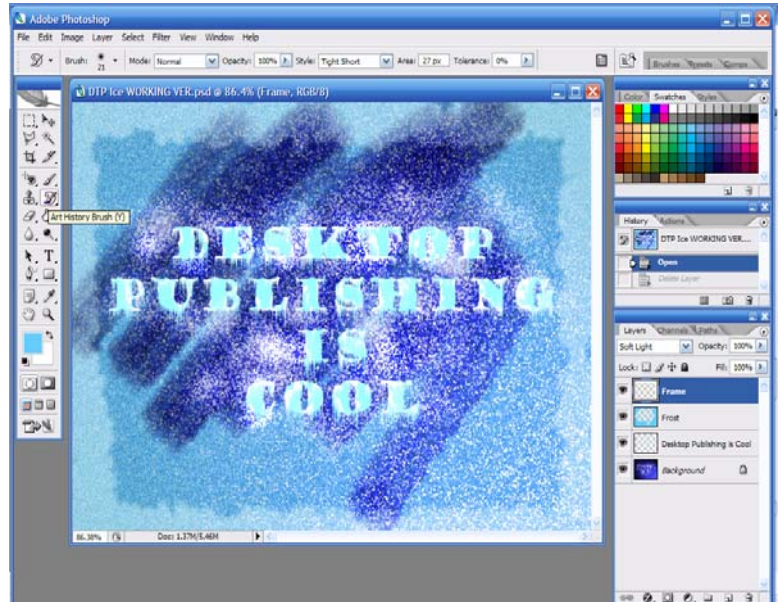 Adobe Photoshop
File Edit Image Layer Select Filter View Window Help
Brush: 21 Mode: Normal Opacity: 100% Style: Tight Short Area: 27 px Tolerance: 0%
Brushes
DTP Ice WORKING VER.psd @ 86.4% (Frame, RGB/8)
Color Swatches Styles
Art History Brush (Y)
DESKTOP
PUBLISHING
IS
COOL
History Actions
DTP Ice WORKING VER....
Open
Delete Layer
Layers Channels Paths
Soft Light Opacity: 100%
Lock: Fill: 100%
Frame
Frost
Desktop Publishing is Cool
Background
86.38% Doc: 1.37M/5.46M